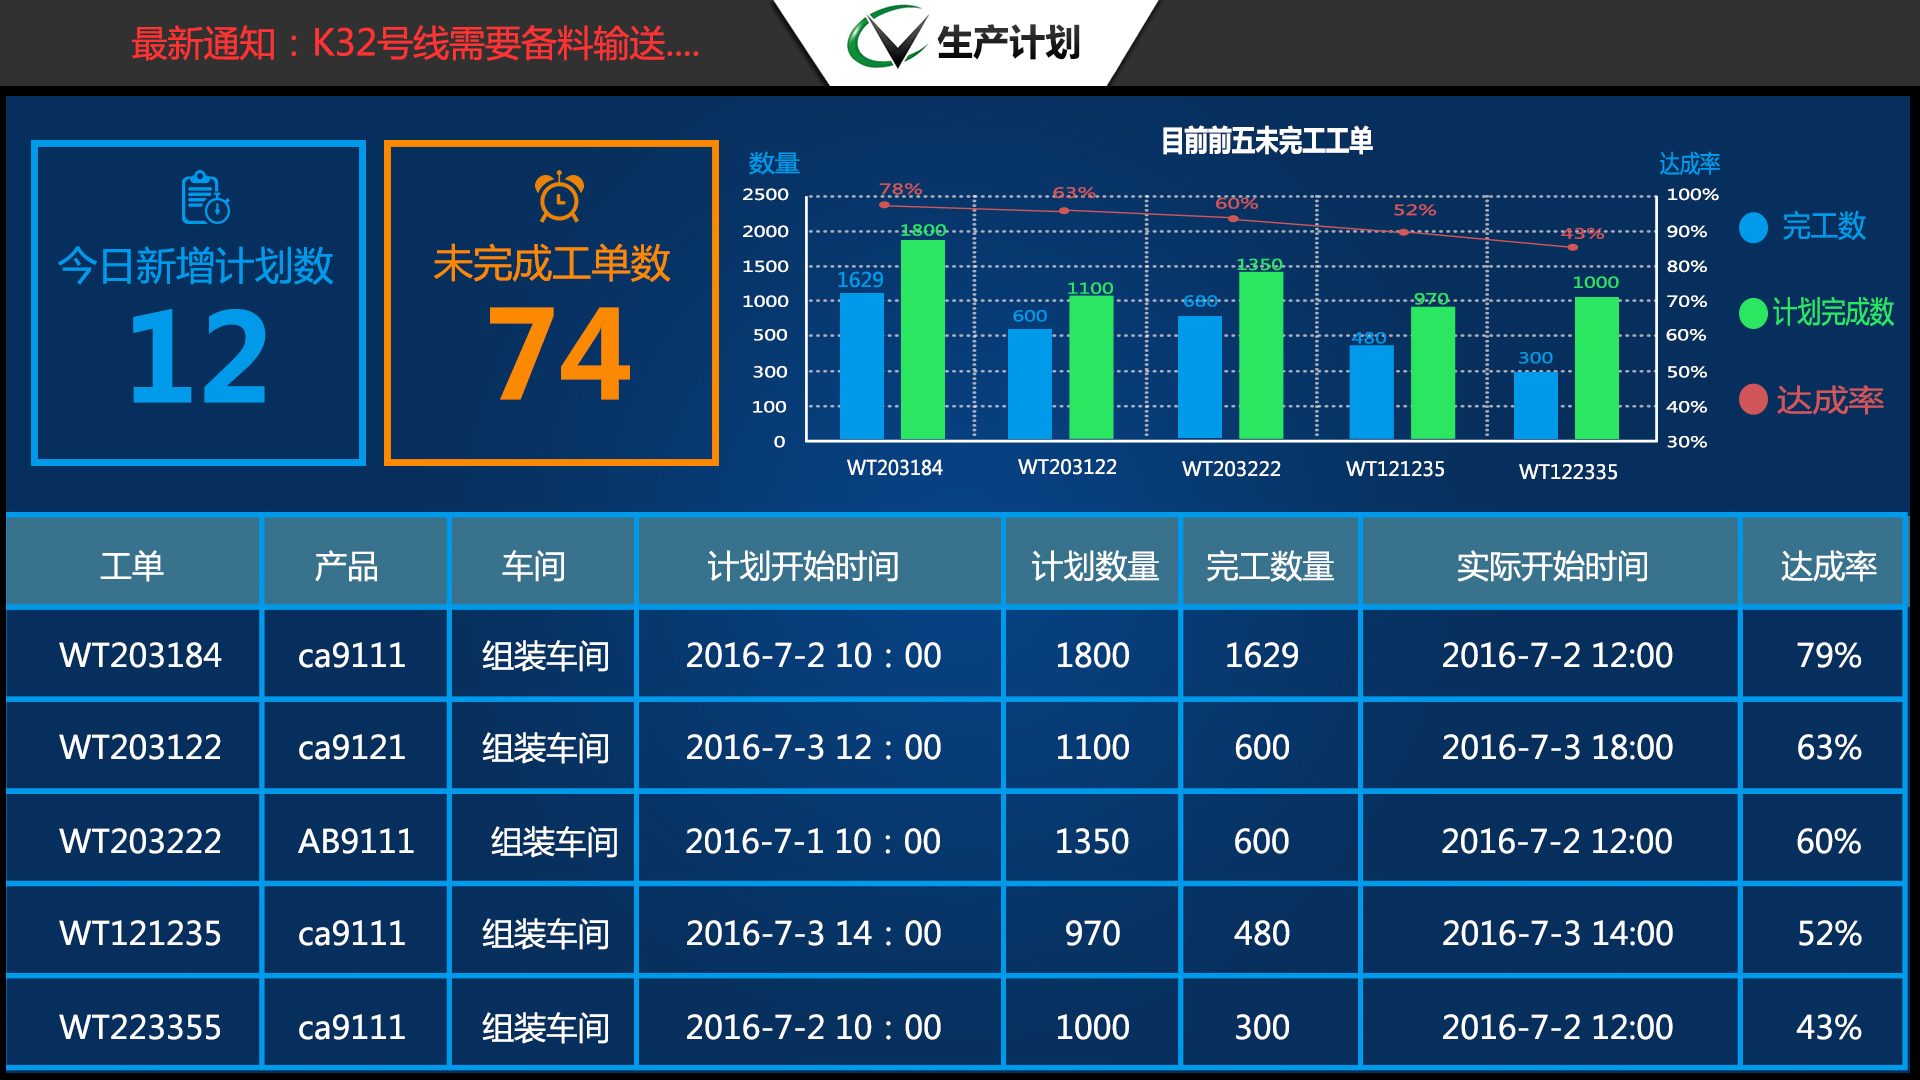 最新通知：K32号线需要备料输送....
生产计划
今日新增计划数
12
未完成工单数
74
目前前五未完工工单
数量
达成率
2500
2000
1500
1000
500
300
100
0
100%
90%
80%
70%
60%
50%
40%
30%
78%
63%
60%
52%
43%
1629
1800
600
1100
680
1350
480
970
300
1000
WT203184
WT203122
WT203222
WT121235
WT122335
完工数
计划完成数
达成率
工单 产品 车间 计划开始时间 计划数量 完工数量 实际开始时间 达成率
WT203184 ca9111 组装车间 2016-7-2 10：00 1800 1629 2016-7-2 12:00 79%
WT203122 ca9121 组装车间 2016-7-3 12：00 1100 600 2016-7-3 18:00 63%
WT203222 AB9111 组装车间 2016-7-1 10：00 1350 600 2016-7-2 12:00 60%
WT121235 ca9111 组装车间 2016-7-3 14：00 970 480 2016-7-3 14:00 52%
WT223355 ca9111 组装车间 2016-7-2 10：00 1000 300 2016-7-2 12:00 43%